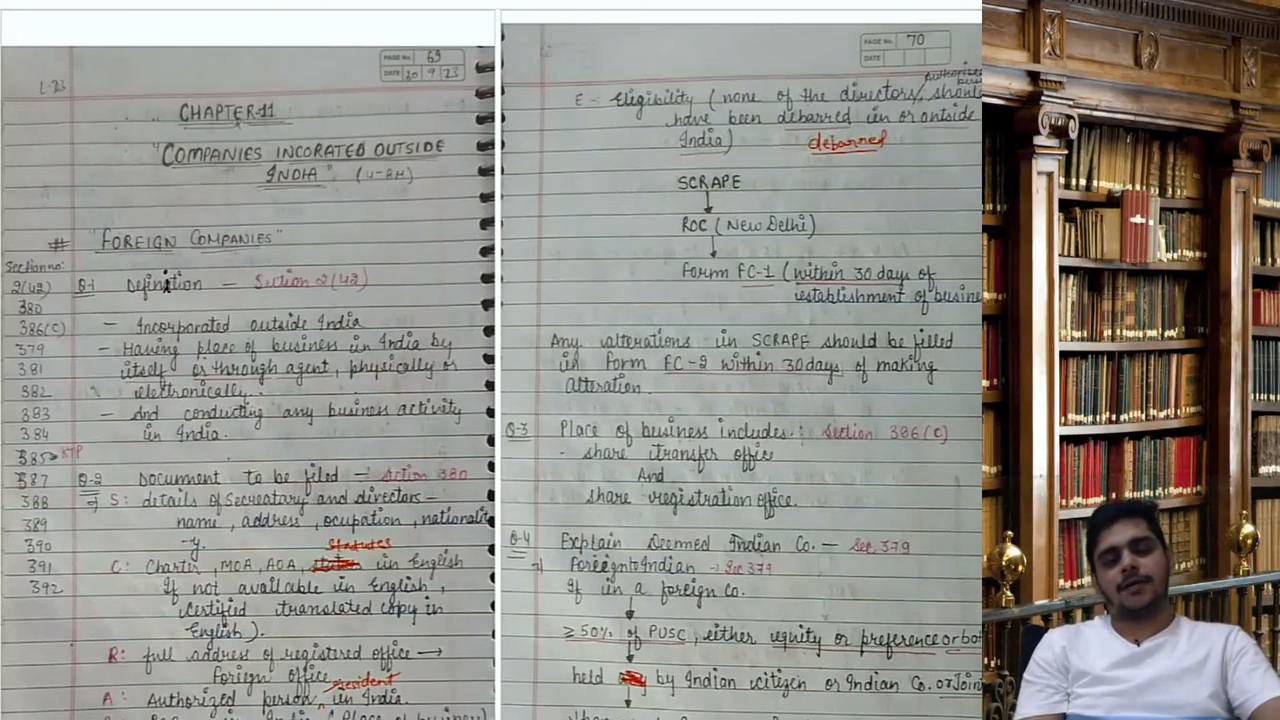 PAGE No. 69
DATE 20 9 23
L-23
CHAPTER-11
"COMPANIES INCORATED OUTSIDE
INDIA" (4-8M)
# "FOREIGN COMPANIES"
Section no:
2(42) Q-1 Definition — Section 2(42)
380
386(C) - Incorporated outside India
379 - Having place of business in India by
381 itself or through agent, physically or
382 electronically.
383 - And conducting any business activity
384 in India.
385
387 Q-2 Document to be filed — Section 380
388 => S: details of Secreatary and directors -
389 name, address, ocupation, nationalit
390 -y. Statutes
391 C: Charter, MOA, AOA, in English
392 If not available in English,
certified translated copy in
English).
R: full address of registered office →
foreign office
resident
A: Authorized person in India.
PAGE No. 70
DATE
Authorised
E - Eligibility (none of the directors/ should
have been debarred in or outside
India) debarred
SCRAPE
ROC (New Delhi)
Form FC-1 (within 30 days of
establishment of busine
Any alterations in SCRAPE should be filled
in form FC-2 within 30 days of making
alteration.
Q-3 Place of business includes : Section 386(C)
- share transfer office
And
share registration office.
Q-4 Explain Deemed Indian Co. — Sec 379
=> Foreign to Indian - Sec 379
If in a foreign co.
≥ 50% of PUSC, either equity or preference or bot
held by Indian citizen or Indian Co. or Join